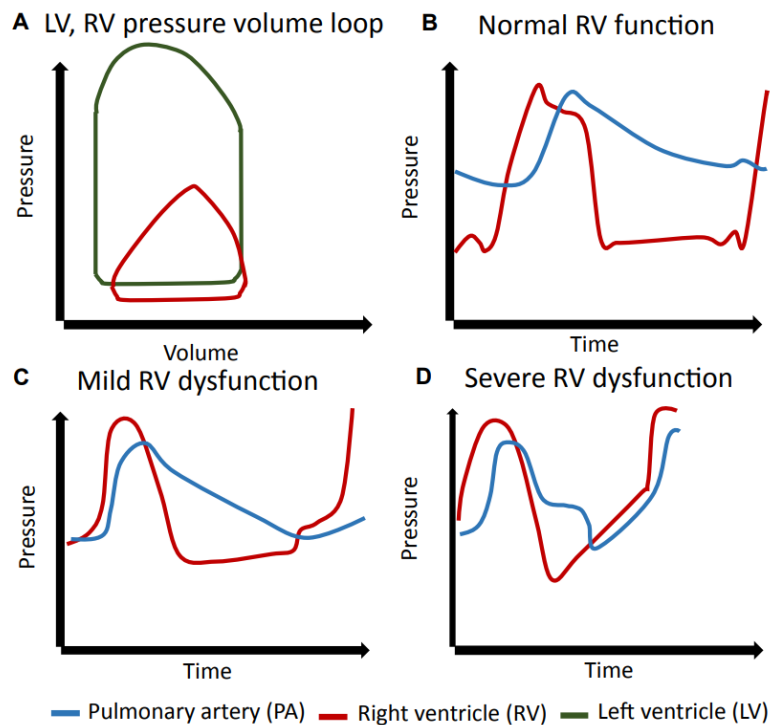 A LV, RV pressure volume loop
Pressure
Volume
B Normal RV function
Pressure
Time
C Mild RV dysfunction
Pressure
Time
D Severe RV dysfunction
Pressure
Time
Pulmonary artery (PA) Right ventricle (RV) Left ventricle (LV)